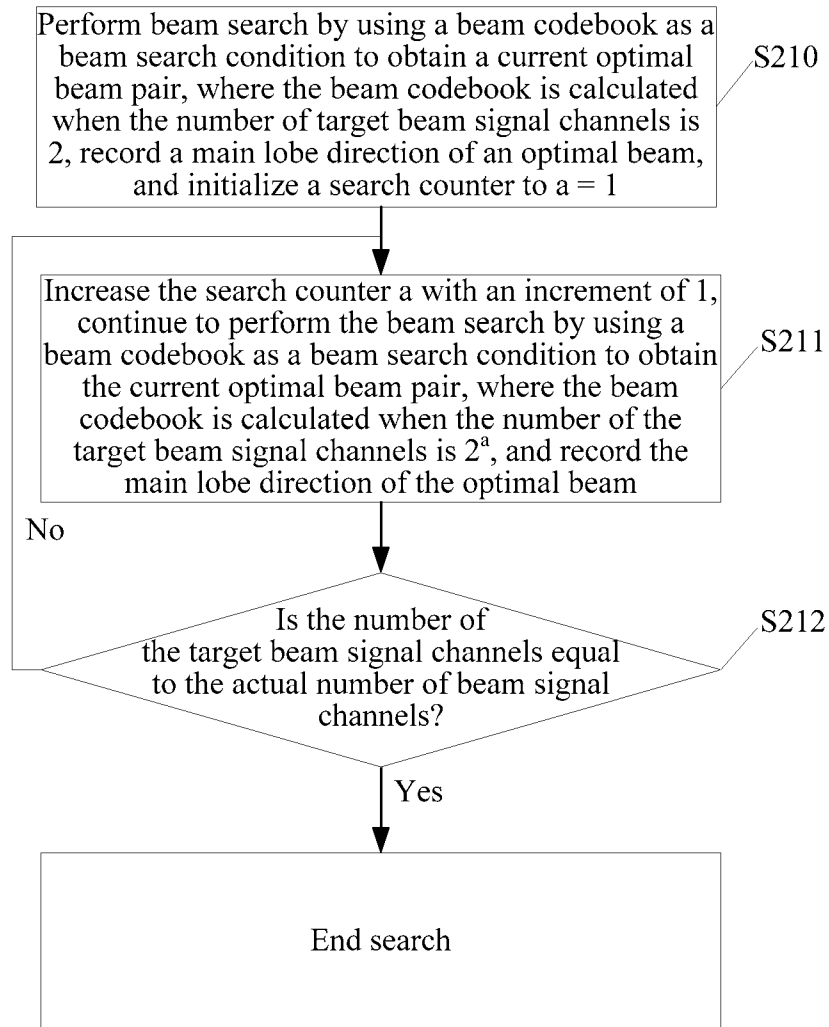 Perform beam search by using a beam codebook as a
beam search condition to obtain a current optimal
beam pair, where the beam codebook is calculated
when the number of target beam signal channels is
2, record a main lobe direction of an optimal beam,
and initialize a search counter to a = 1
S210
Increase the search counter a with an increment of 1,
continue to perform the beam search by using a
beam codebook as a beam search condition to obtain
the current optimal beam pair, where the beam
codebook is calculated when the number of the
target beam signal channels is 2ᵃ, and record the
main lobe direction of the optimal beam
S211
No
Is the number of
the target beam signal channels equal
to the actual number of beam signal
channels?
S212
Yes
End search